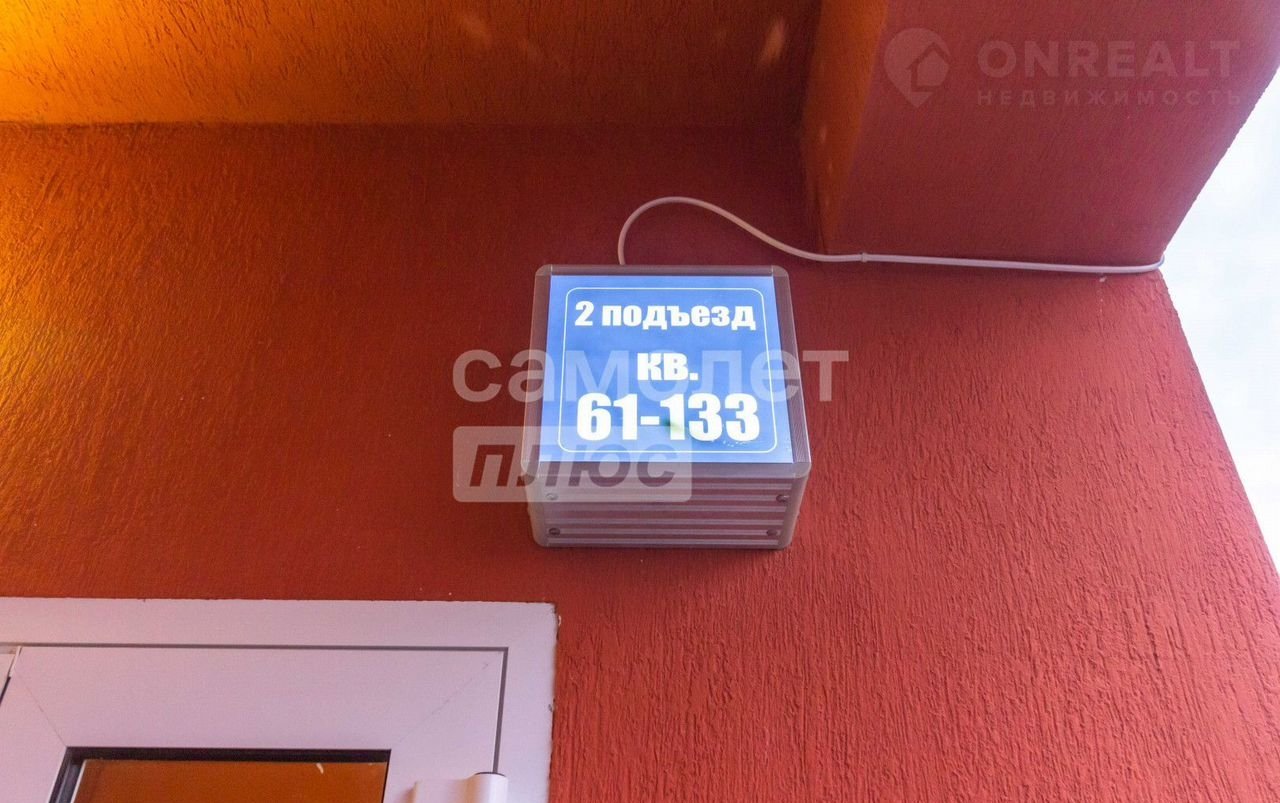 ONREALT
НЕДВИЖИМОСТЬ
2 подъезд
кв.
61-133
самолет
плюс